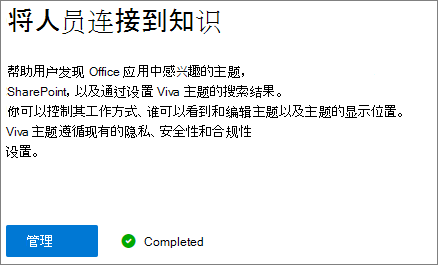 将人员连接到知识
帮助用户发现 Office 应用中感兴趣的主题，
SharePoint，以及通过设置 Viva 主题的搜索结果。
你可以控制其工作方式、谁可以看到和编辑主题以及主题的显示位置。
Viva 主题遵循现有的隐私、安全性和合规性
设置。
管理
Completed